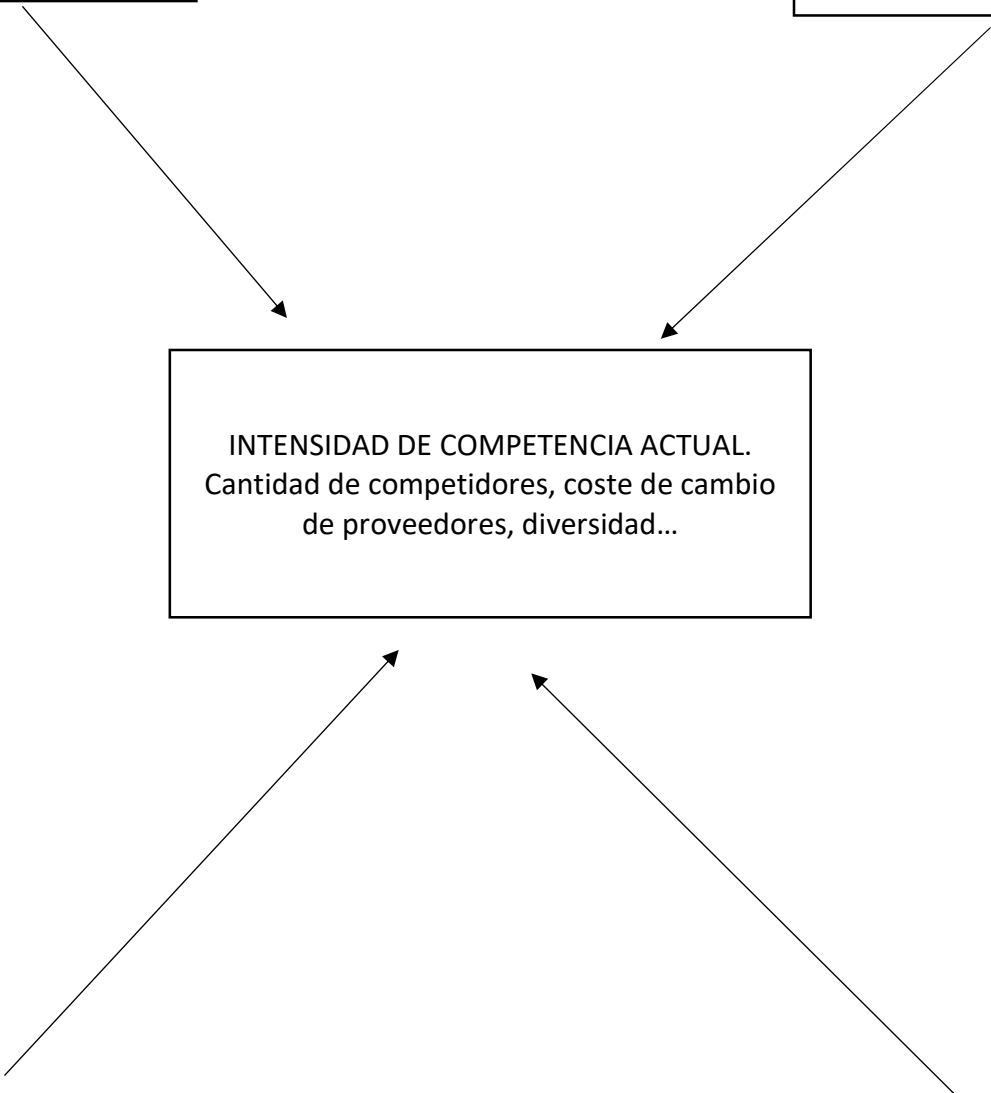 INTENSIDAD DE COMPETENCIA ACTUAL.
Cantidad de competidores, coste de cambio
de proveedores, diversidad…